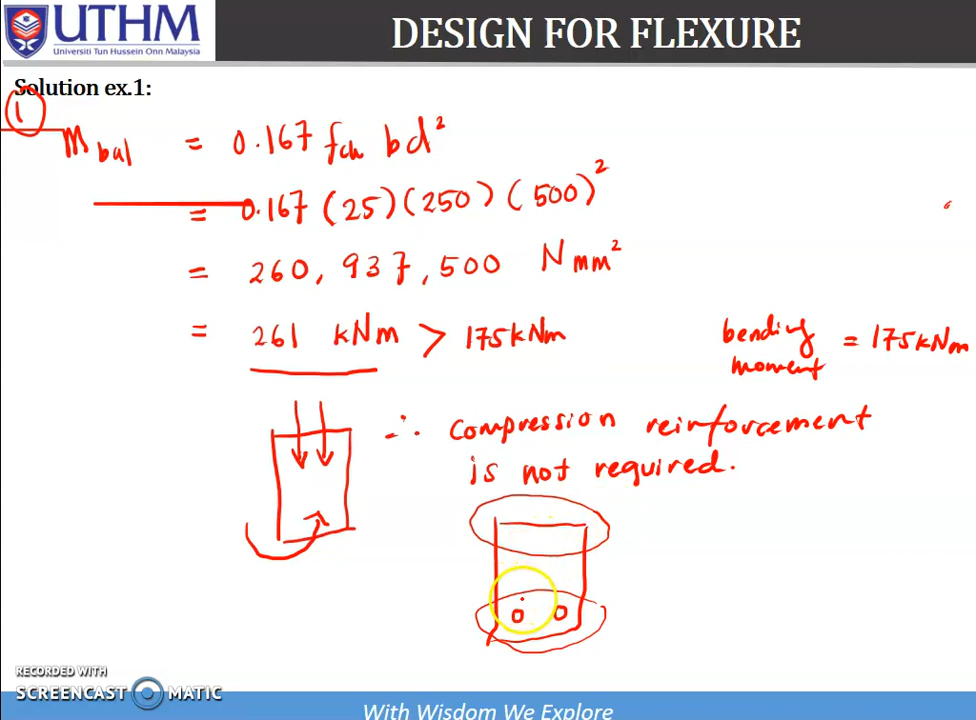 UTHM
Universiti Tun Hussein Onn Malaysia
DESIGN FOR FLEXURE
Solution ex.1:
1
M bal = 0.167 fck bd²
= 0.167 (25)(250)(500)²
= 260,937,500 Nmm²
= 261 kNm > 175kNm
bending moment = 175kNm
∴ compression reinforcement
is not required.
RECORDED WITH
SCREENCAST MATIC
With Wisdom We Explore